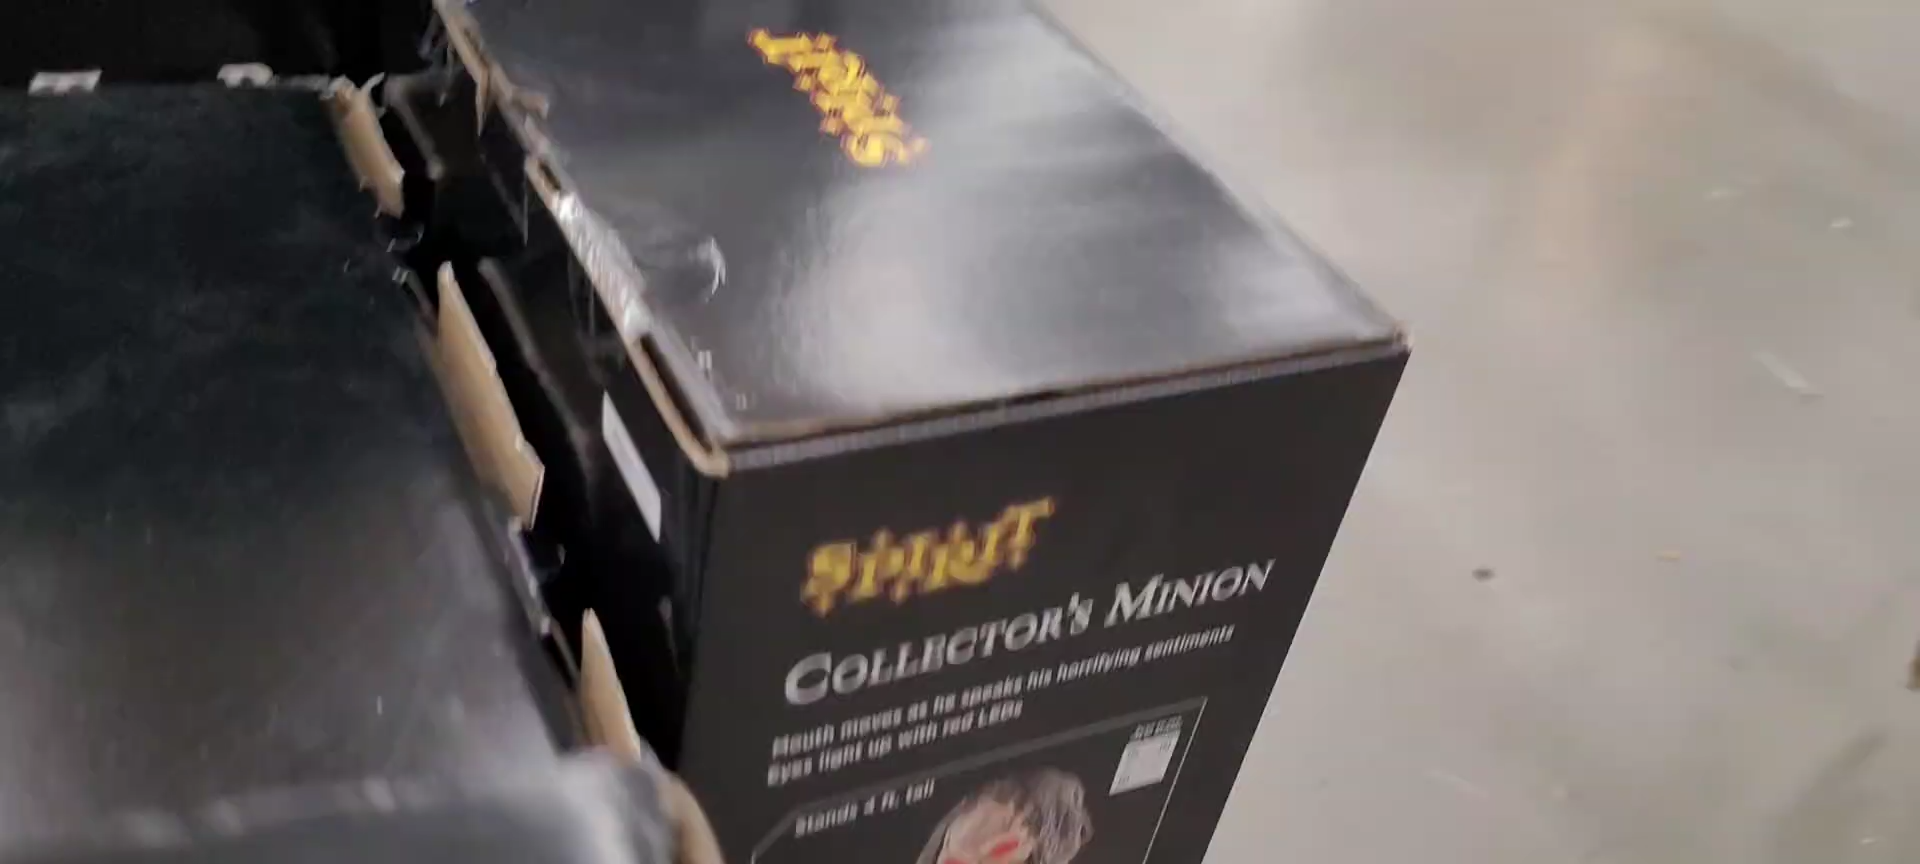 SPIRIT
SPIRIT
COLLECTOR'S MINION
Mouth moves as he speaks his horrifying sentiments
Eyes light up with red LEDs
Stands 4 ft. tall